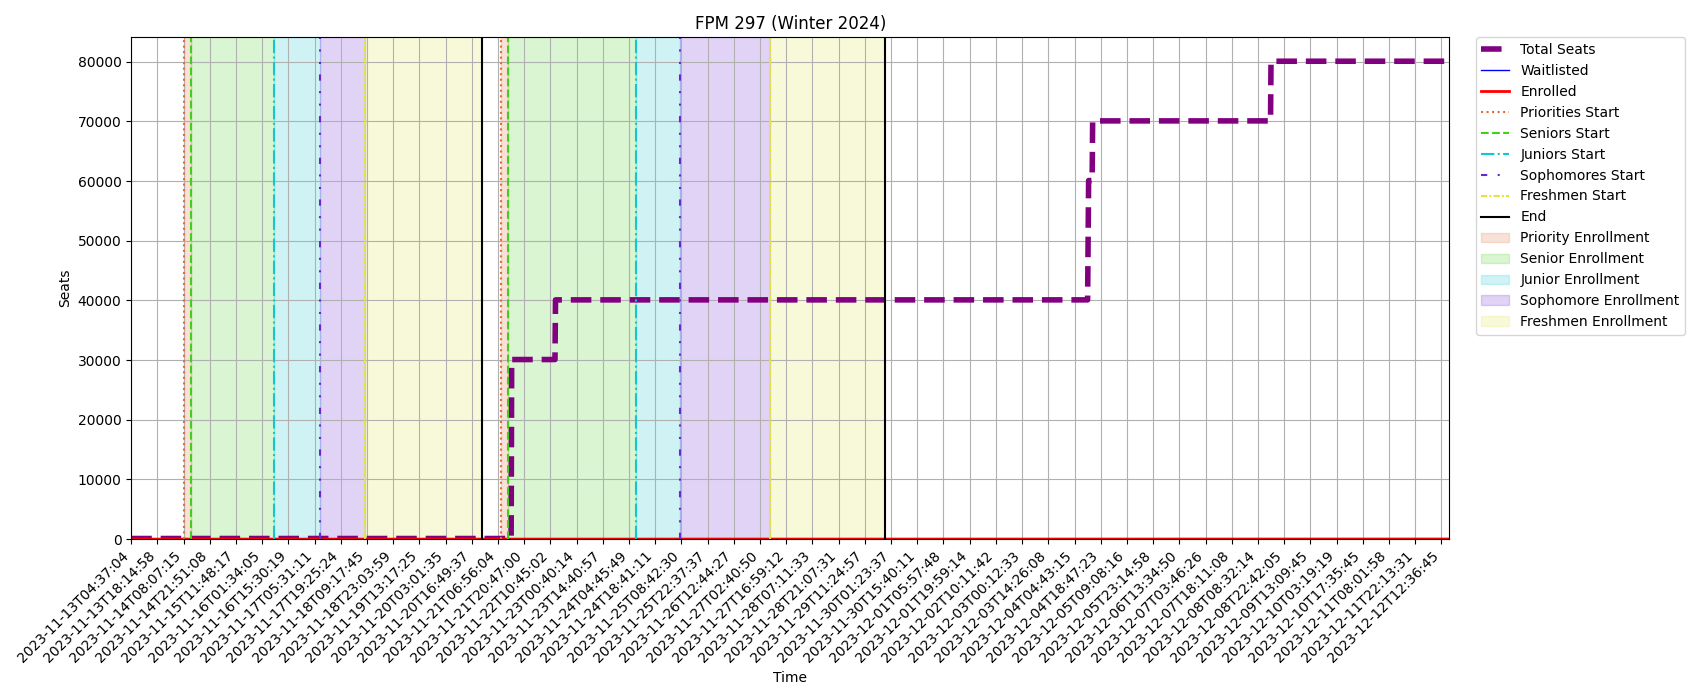 FPM 297 (Winter 2024)
Seats
80000
70000
60000
50000
40000
30000
20000
10000
0
2023-11-13T04:37:04
2023-11-13T18:14:58
2023-11-14T08:07:15
2023-11-14T21:51:08
2023-11-15T11:48:17
2023-11-16T01:34:05
2023-11-16T15:30:19
2023-11-17T05:31:11
2023-11-17T19:25:24
2023-11-18T09:17:45
2023-11-18T23:03:59
2023-11-19T13:17:25
2023-11-20T03:01:35
2023-11-20T16:49:37
2023-11-21T06:56:04
2023-11-21T20:47:00
2023-11-22T10:45:02
2023-11-23T00:40:14
2023-11-23T14:40:57
2023-11-24T04:45:49
2023-11-24T18:41:11
2023-11-25T08:42:30
2023-11-25T22:37:37
2023-11-26T12:44:27
2023-11-27T02:40:50
2023-11-27T16:59:12
2023-11-28T07:11:33
2023-11-28T21:07:31
2023-11-29T11:24:57
2023-11-30T01:23:37
2023-11-30T15:40:11
2023-12-01T05:57:48
2023-12-01T19:59:14
2023-12-02T10:11:42
2023-12-03T00:12:33
2023-12-03T14:26:08
2023-12-04T04:43:15
2023-12-04T18:47:23
2023-12-05T09:08:16
2023-12-05T23:14:58
2023-12-06T13:34:50
2023-12-07T03:46:26
2023-12-07T18:11:08
2023-12-08T08:32:14
2023-12-08T22:42:05
2023-12-09T13:09:45
2023-12-10T03:19:19
2023-12-10T17:35:45
2023-12-11T08:01:58
2023-12-11T22:13:31
2023-12-12T12:36:45
Time
Total Seats
Waitlisted
Enrolled
Priorities Start
Seniors Start
Juniors Start
Sophomores Start
Freshmen Start
End
Priority Enrollment
Senior Enrollment
Junior Enrollment
Sophomore Enrollment
Freshmen Enrollment